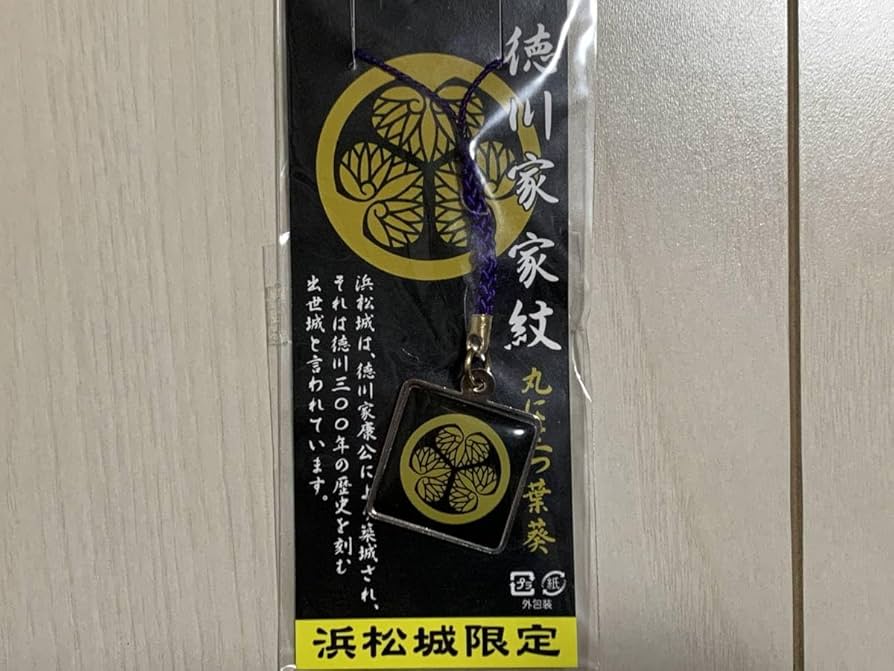 徳川家家紋
丸に三つ葉葵
浜松城は、徳川家康公により築城され、
それは徳川三〇〇年の歴史を刻む
出世城と言われています。
プラ
紙
外包装
浜松城限定